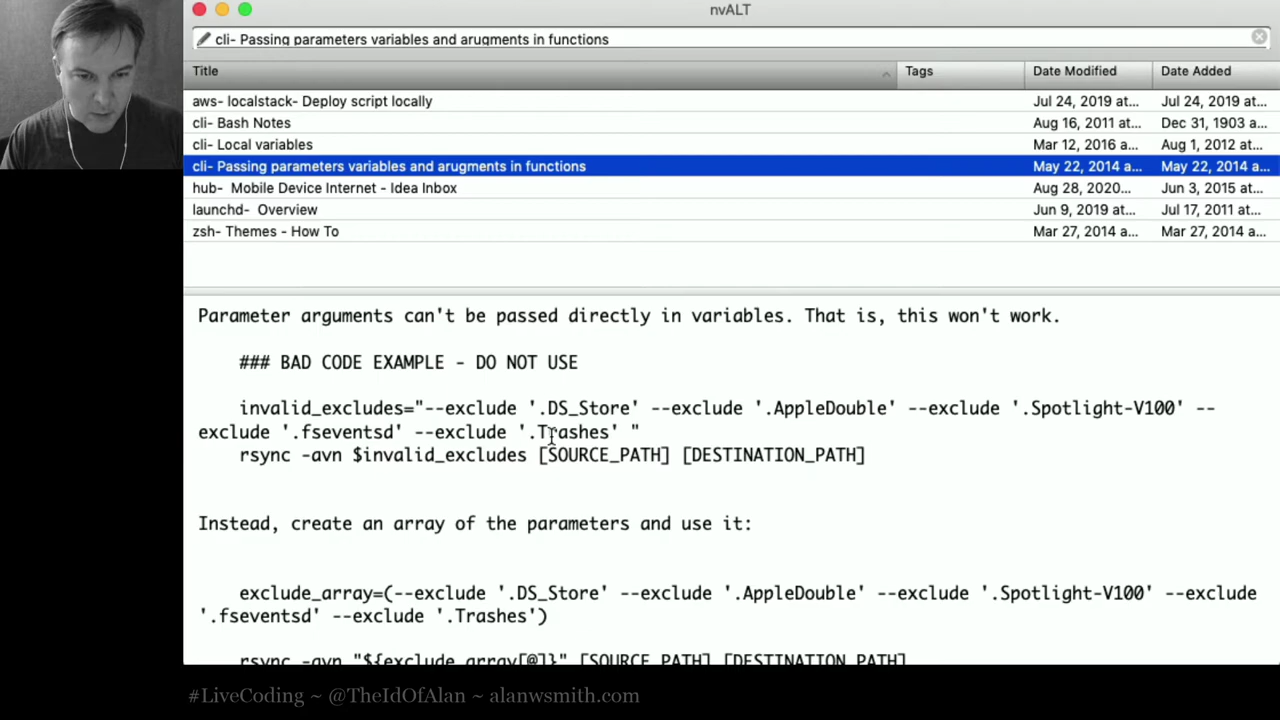 nvALT
cli- Passing parameters variables and arugments in functions
Title Tags Date Modified Date Added
aws- localstack- Deploy script locally Jul 24, 2019 at... Jul 24, 2019 at...
cli- Bash Notes Aug 16, 2011 at... Dec 31, 1903 at...
cli- Local variables Mar 12, 2016 a... Aug 1, 2012 at...
cli- Passing parameters variables and arugments in functions May 22, 2014 a... May 22, 2014 a...
hub-  Mobile Device Internet - Idea Inbox Aug 28, 2020... Jun 3, 2015 at...
launchd-  Overview Jun 9, 2019 at... Jul 17, 2011 at...
zsh- Themes - How To Mar 27, 2014 a... Mar 27, 2014 a...
Parameter arguments can't be passed directly in variables. That is, this won't work.
### BAD CODE EXAMPLE - DO NOT USE
invalid_excludes="--exclude '.DS_Store' --exclude '.AppleDouble' --exclude '.Spotlight-V100' --
exclude '.fseventsd' --exclude '.Trashes' "
rsync -avn $invalid_excludes [SOURCE_PATH] [DESTINATION_PATH]
Instead, create an array of the parameters and use it:
exclude_array=(--exclude '.DS_Store' --exclude '.AppleDouble' --exclude '.Spotlight-V100' --exclude
'.fseventsd' --exclude '.Trashes')
rsync -avn "${exclude_array[@]}" [SOURCE_PATH] [DESTINATION_PATH]
#LiveCoding ~ @TheIdOfAlan ~ alanwsmith.com